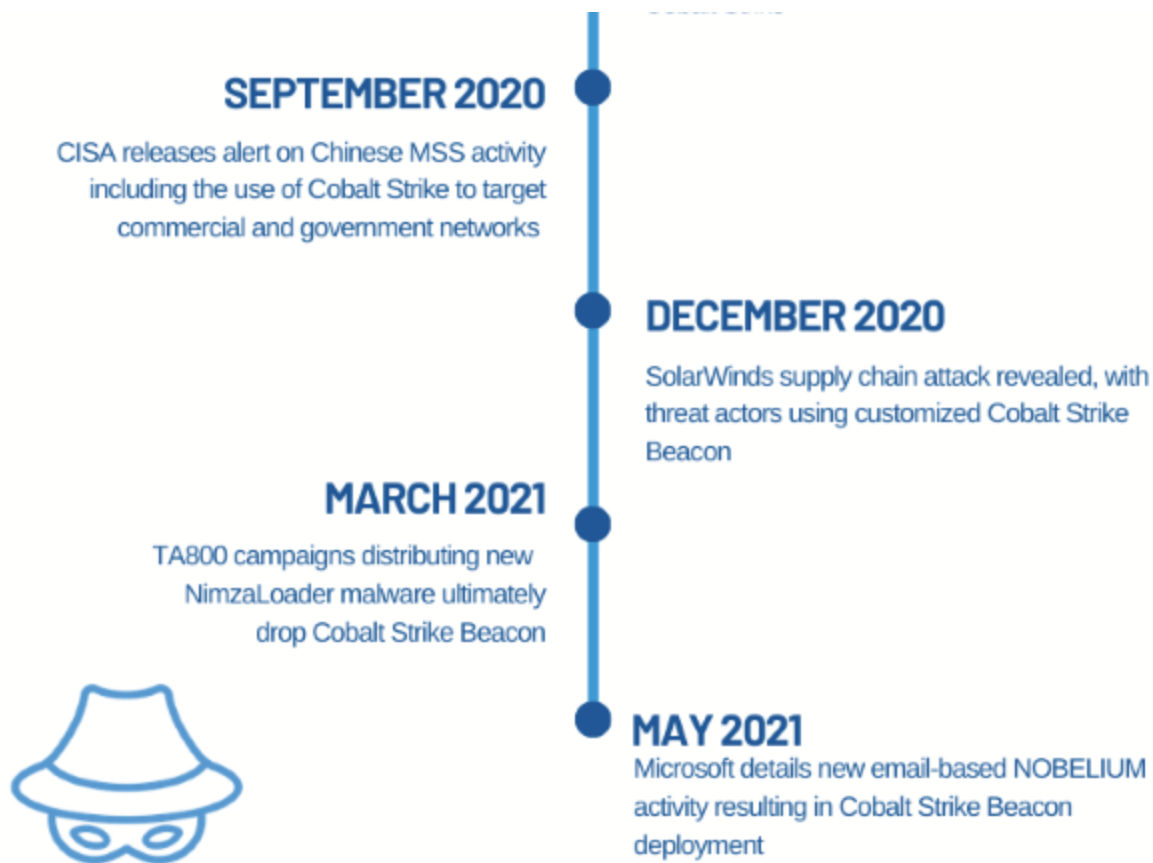 SEPTEMBER 2020
CISA releases alert on Chinese MSS activity
including the use of Cobalt Strike to target
commercial and government networks
DECEMBER 2020
SolarWinds supply chain attack revealed, with
threat actors using customized Cobalt Strike
Beacon
MARCH 2021
TA800 campaigns distributing new
NimzaLoader malware ultimately
drop Cobalt Strike Beacon
MAY 2021
Microsoft details new email-based NOBELIUM
activity resulting in Cobalt Strike Beacon
deployment